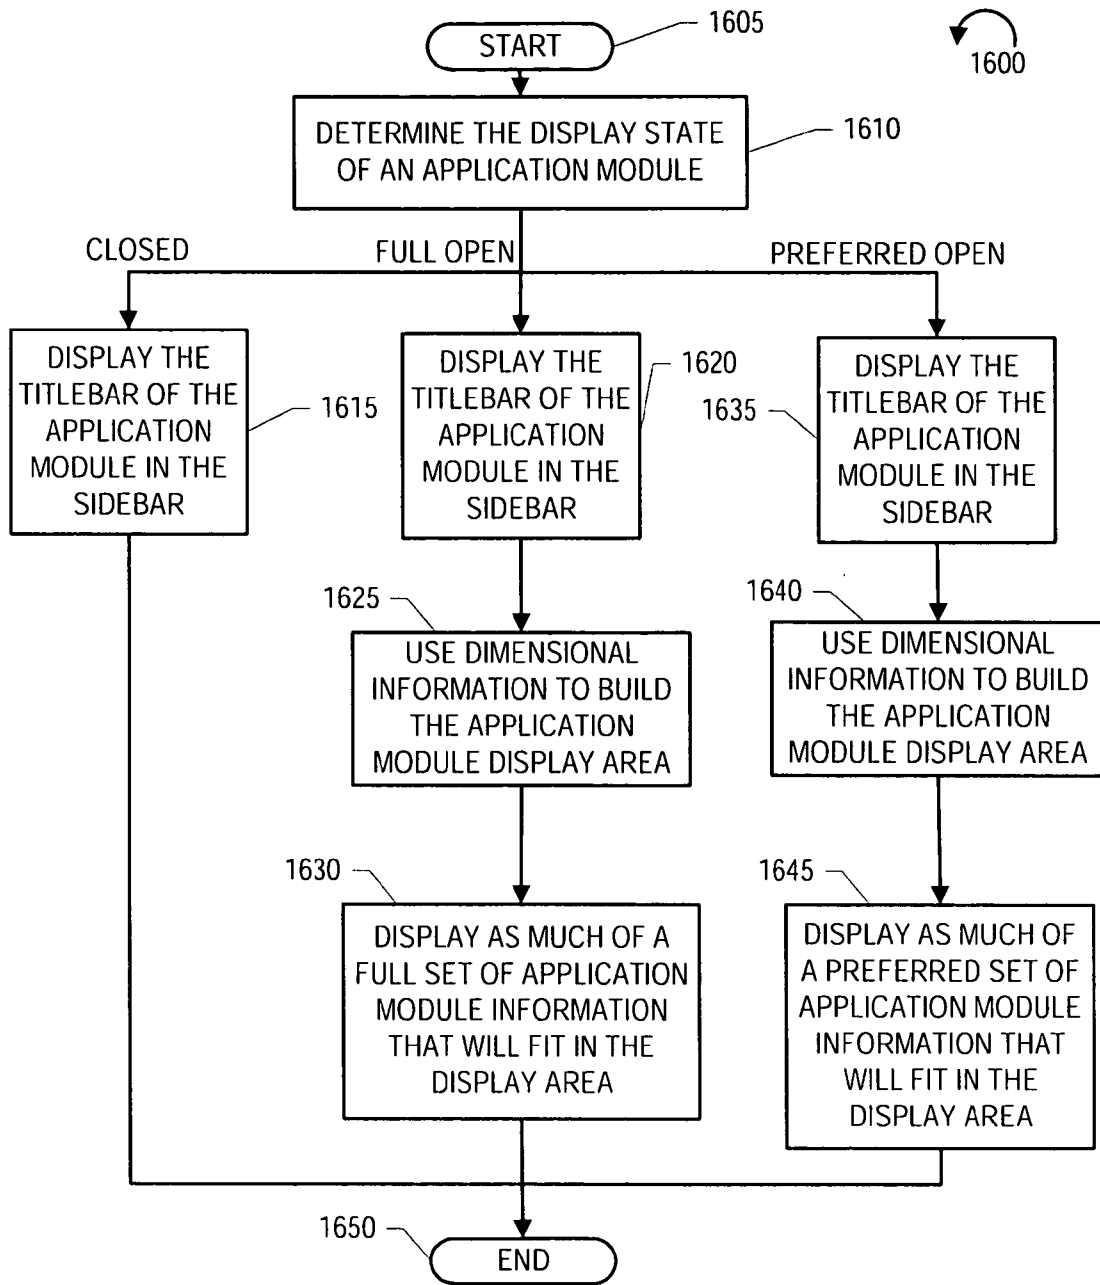 START
1605
1600
DETERMINE THE DISPLAY STATE
OF AN APPLICATION MODULE
1610
CLOSED
FULL OPEN
PREFERRED OPEN
DISPLAY THE
TITLEBAR OF THE
APPLICATION
MODULE IN THE
SIDEBAR
1615
DISPLAY THE
TITLEBAR OF THE
APPLICATION
MODULE IN THE
SIDEBAR
1620
1635
DISPLAY THE
TITLEBAR OF THE
APPLICATION
MODULE IN THE
SIDEBAR
1625
USE DIMENSIONAL
INFORMATION TO BUILD
THE APPLICATION
MODULE DISPLAY AREA
1640
USE DIMENSIONAL
INFORMATION TO BUILD
THE APPLICATION
MODULE DISPLAY AREA
1630
DISPLAY AS MUCH OF A
FULL SET OF APPLICATION
MODULE INFORMATION
THAT WILL FIT IN THE
DISPLAY AREA
1645
DISPLAY AS MUCH OF
A PREFERRED SET OF
APPLICATION MODULE
INFORMATION THAT
WILL FIT IN THE
DISPLAY AREA
1650
END